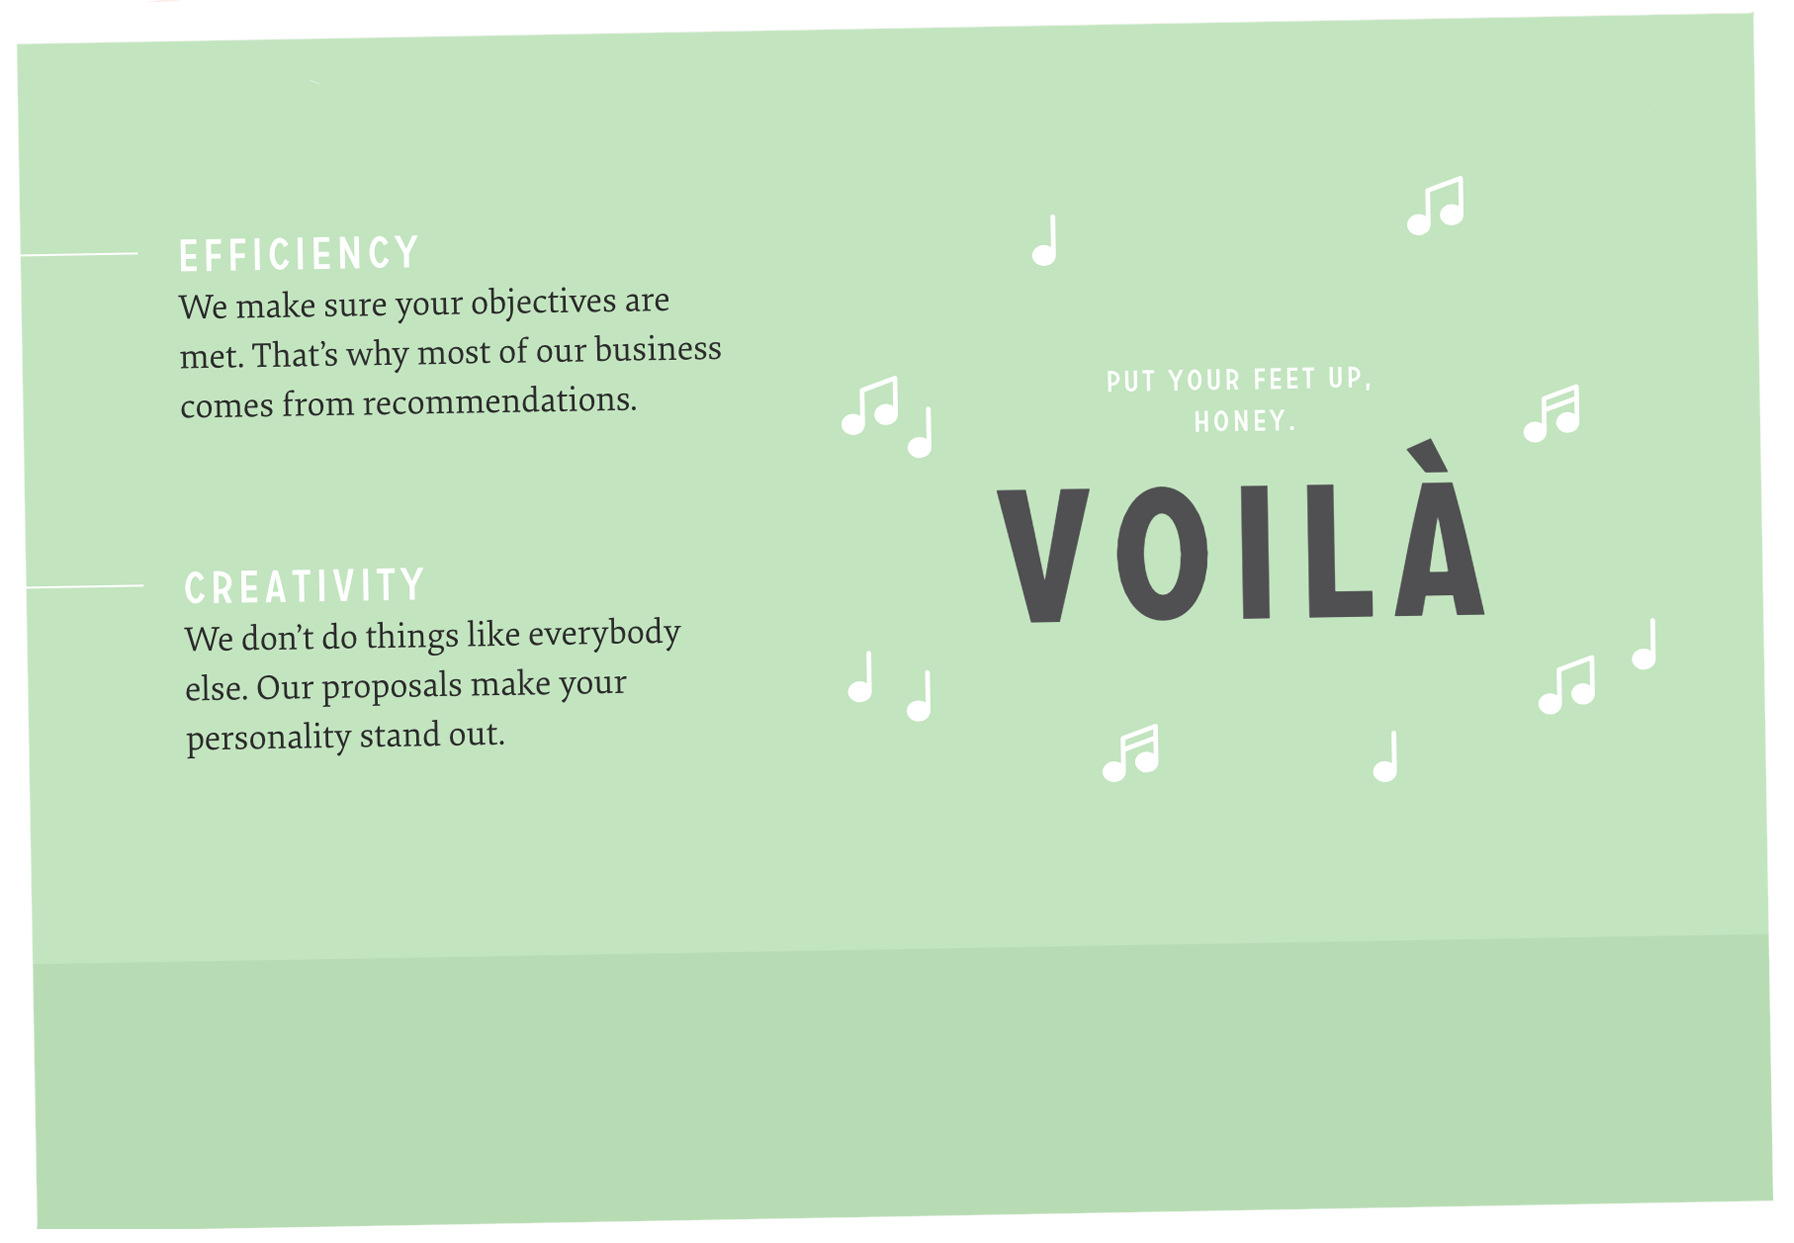 EFFICIENCY
We make sure your objectives are
met. That’s why most of our business
comes from recommendations.
CREATIVITY
We don’t do things like everybody
else. Our proposals make your
personality stand out.
PUT YOUR FEET UP,
HONEY.
VOILÀ